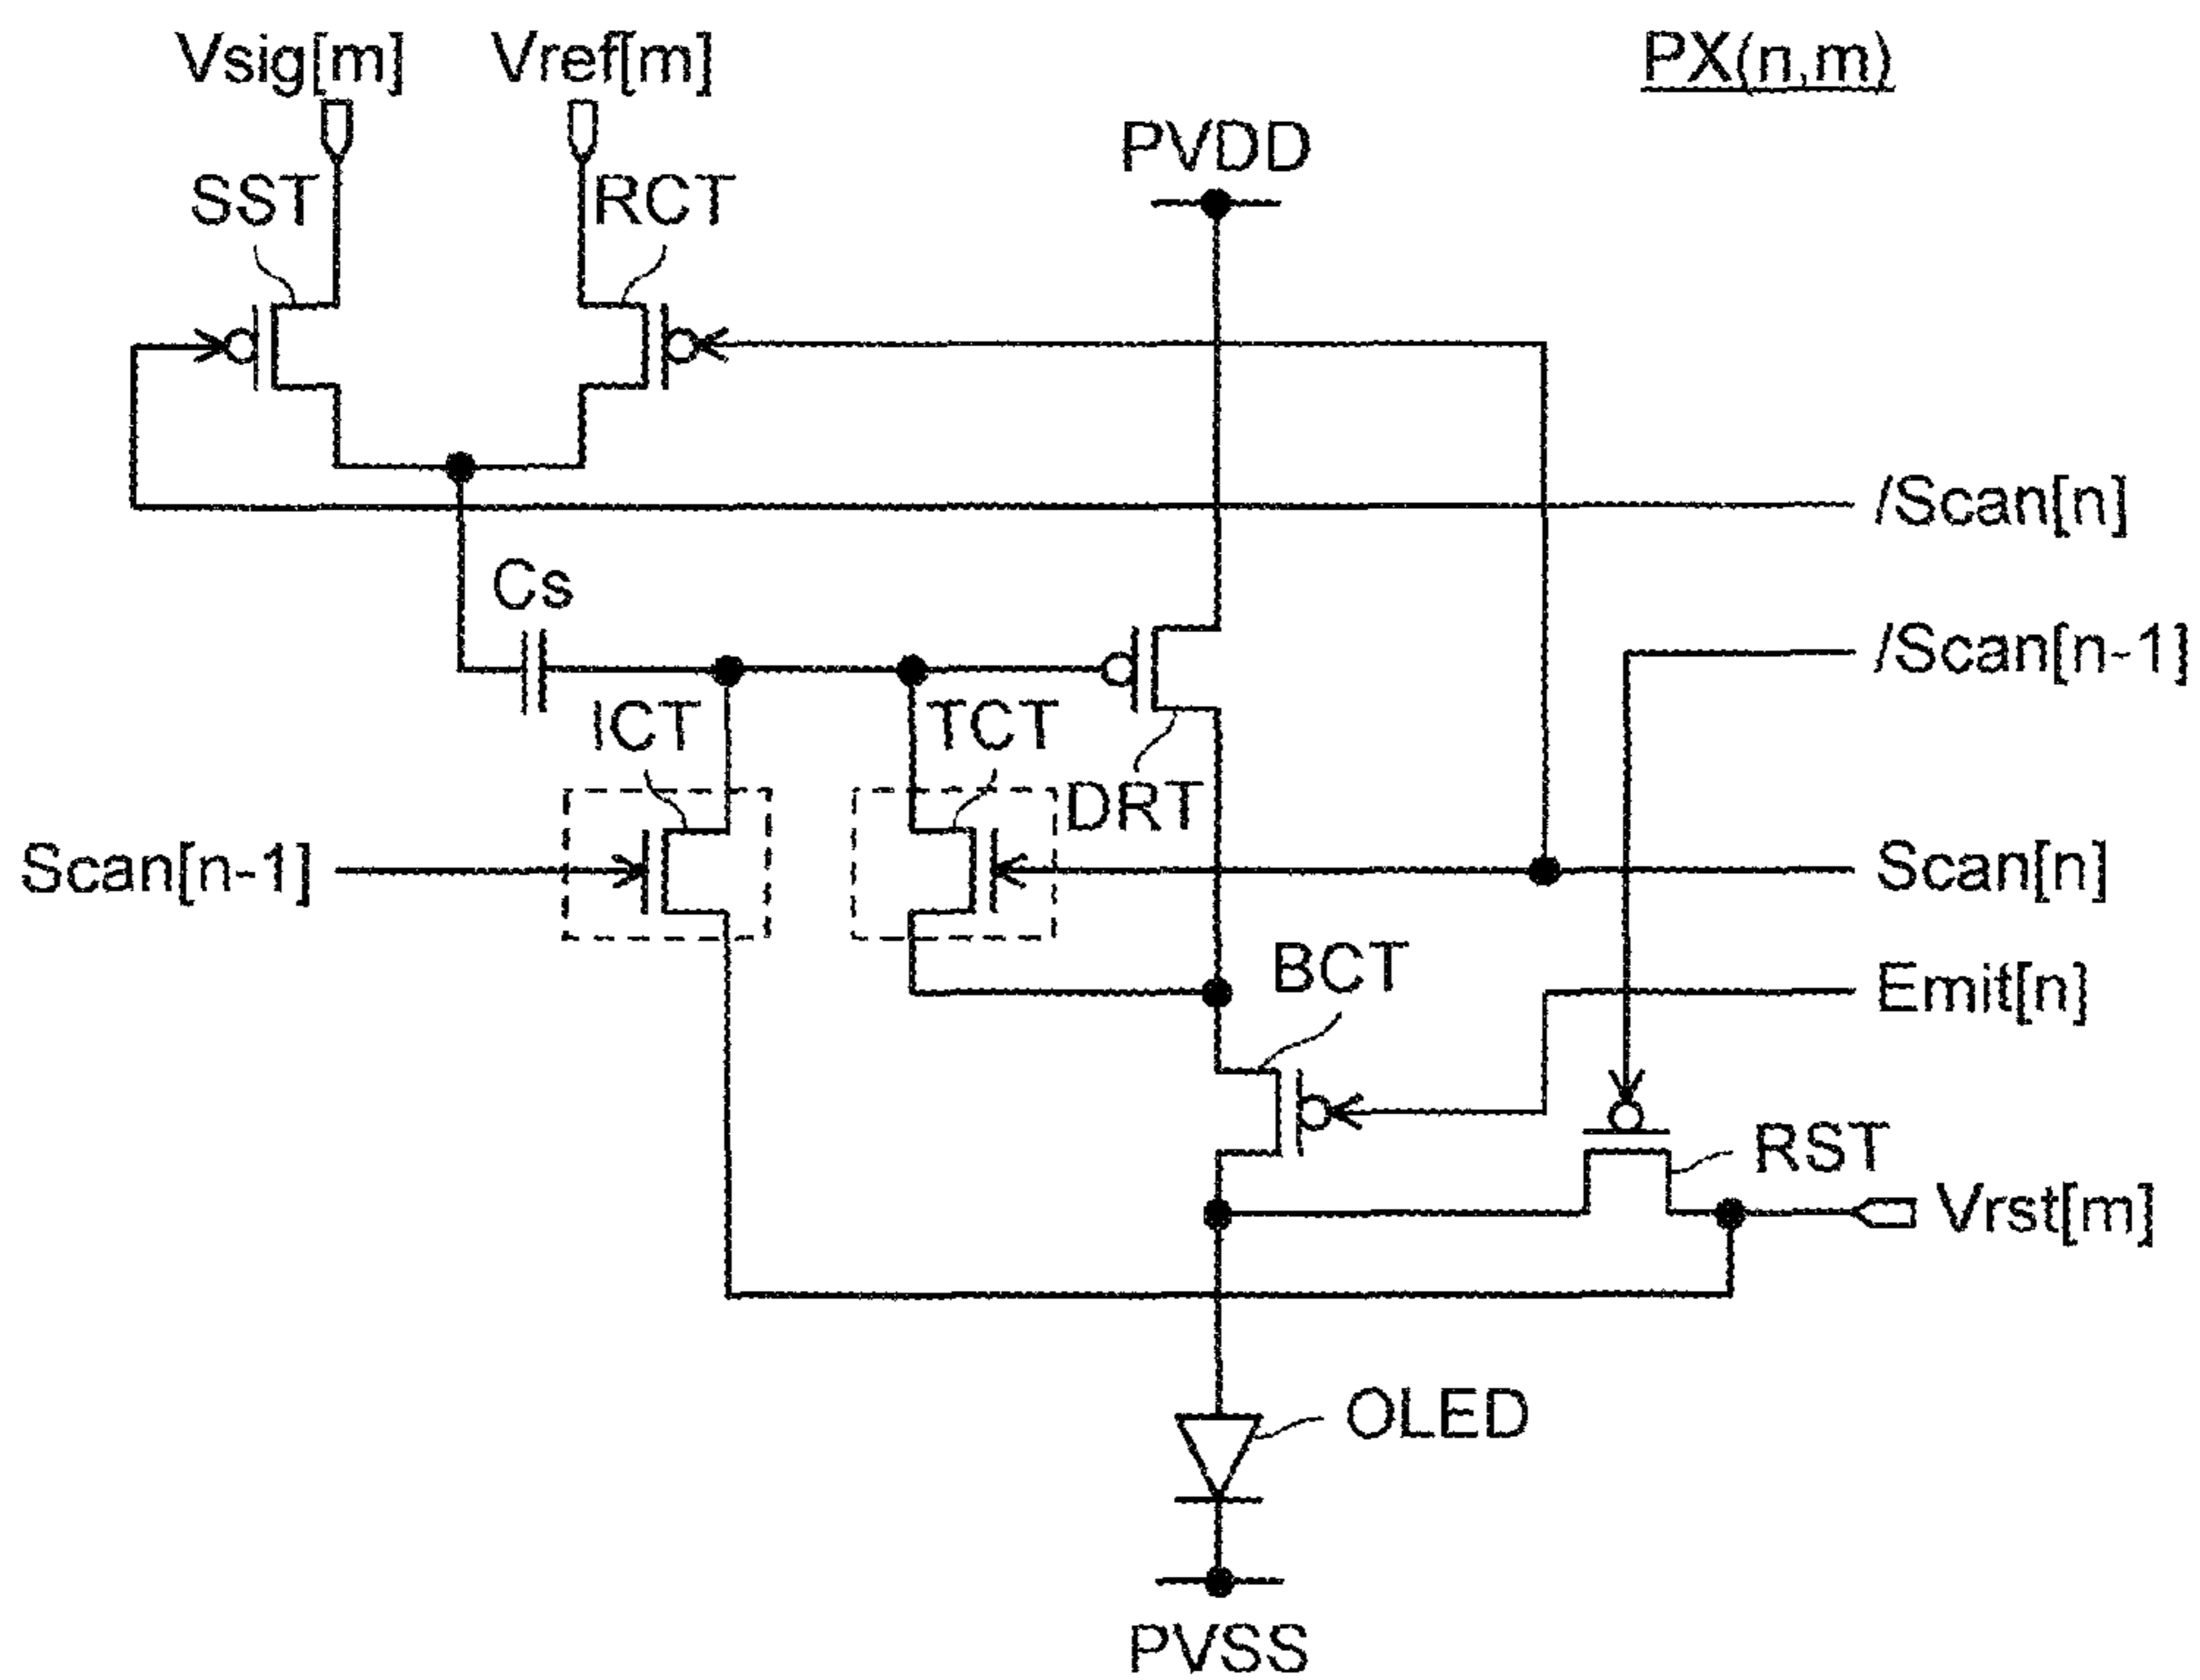 Vsig[m]
Vref[m]
PX(n,m)
PVDD
SST
RCT
/Scan[n]
Cs
/Scan[n-1]
ICT
TCT
DRT
Scan[n-1]
Scan[n]
BCT
Emit[n]
RST
Vrst[m]
OLED
PVSS